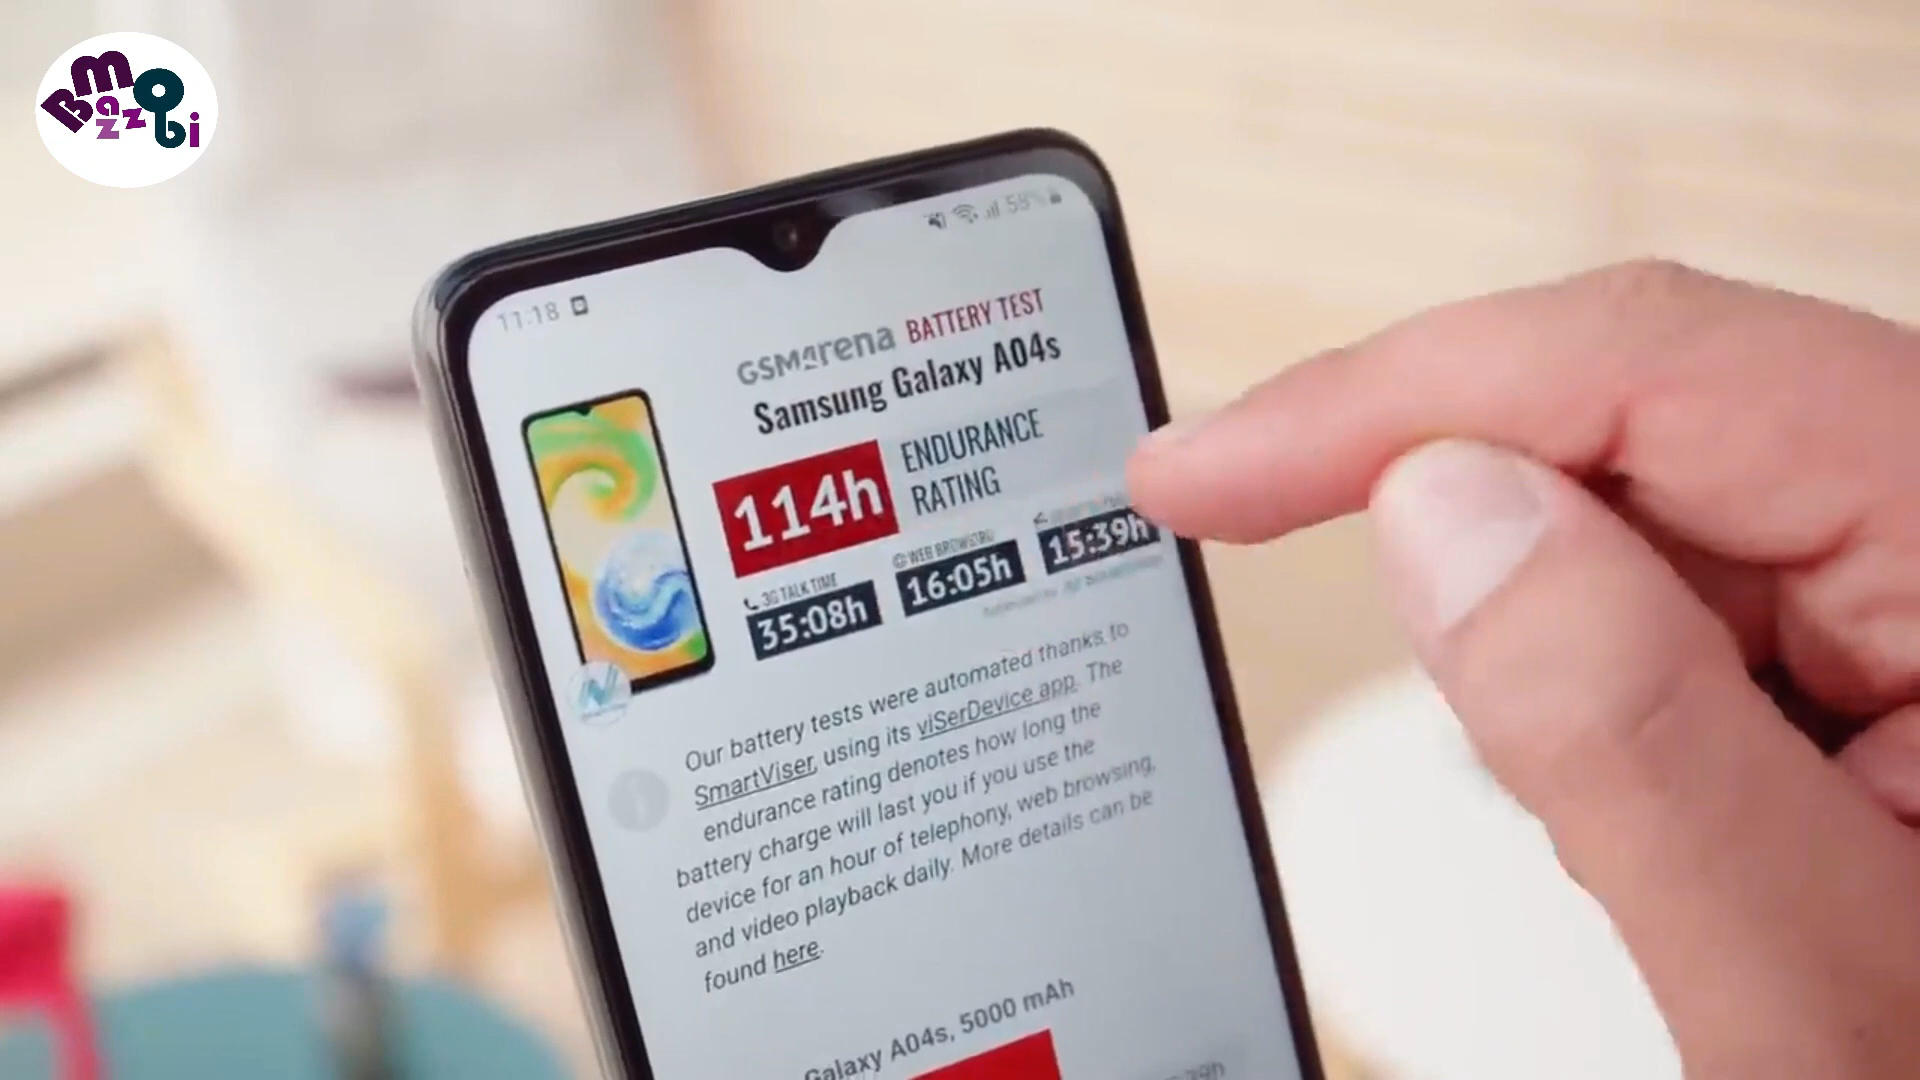 Bmazzobi
11:18
58%
GSMArena BATTERY TEST
Samsung Galaxy A04s
114h
ENDURANCE
RATING
3G TALK TIME
35:08h
WEB BROWSING
16:05h
15:39h
Our battery tests were automated thanks to
SmartViser, using its viSerDevice app. The
endurance rating denotes how long the
battery charge will last you if you use the
device for an hour of telephony, web browsing,
and video playback daily. More details can be
found here.
Galaxy A04s, 5000 mAh